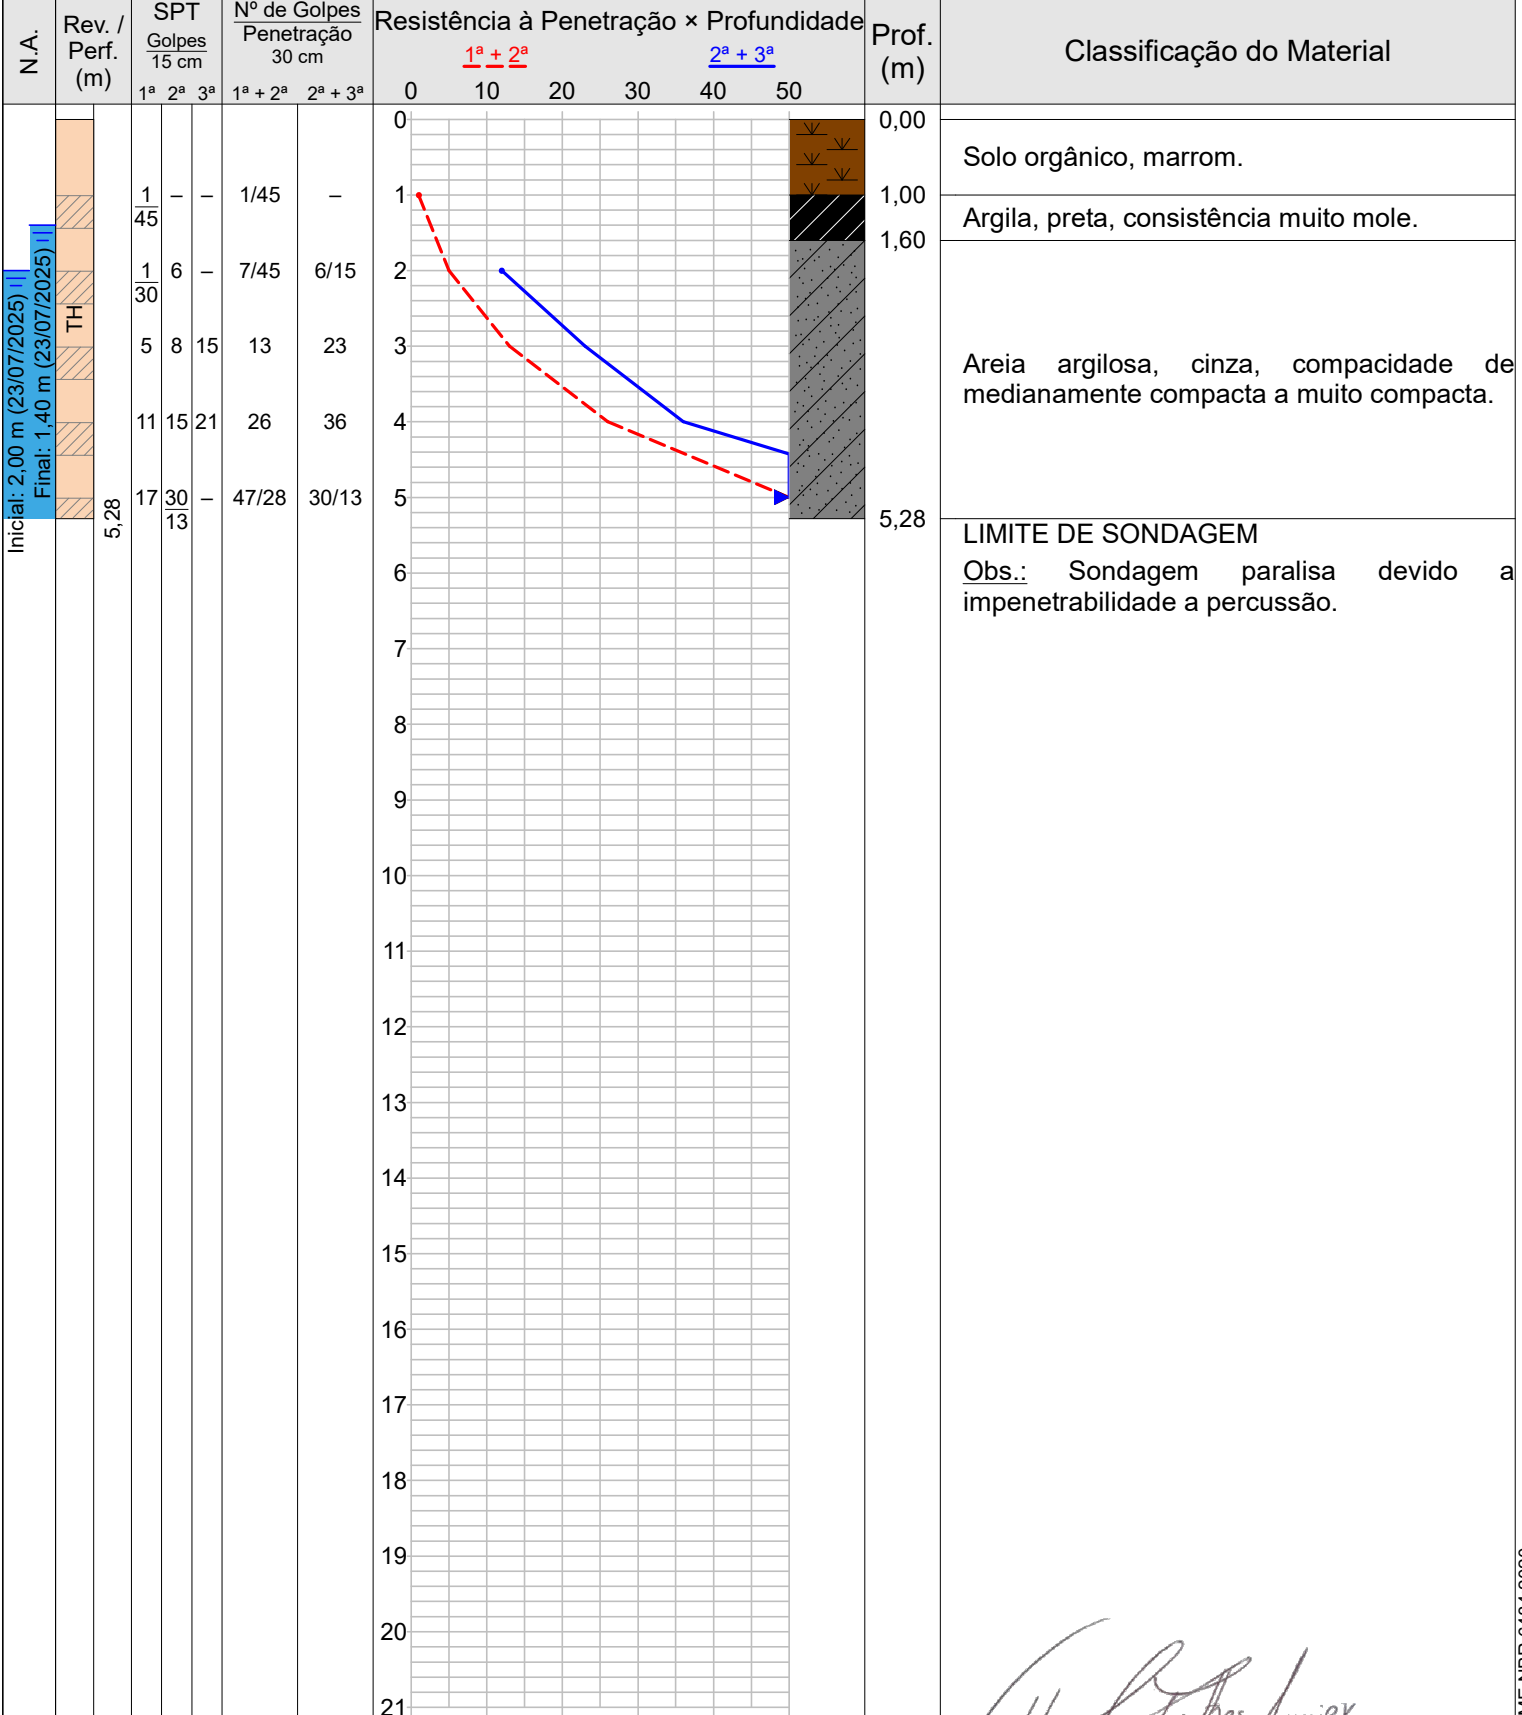 N.A.
Rev. /
Perf.
(m)
SPT
Golpes
15 cm
1ª 2ª 3ª
Nº de Golpes
Penetração
30 cm
1ª + 2ª 2ª + 3ª
Resistência à Penetração × Profundidade
1ª + 2ª 2ª + 3ª
0 10 20 30 40 50
Prof.
(m)
Classificação do Material
0 0,00
Solo orgânico, marrom.
1/45 – – 1/45 – 1 1,00
Argila, preta, consistência muito mole.
1,60
1/30 6 – 7/45 6/15 2
Inicial: 2,00 m (23/07/2025)
Final: 1,40 m (23/07/2025)
TH
5 8 15 13 23 3
Areia argilosa, cinza, compacidade de
medianamente compacta a muito compacta.
11 15 21 26 36 4
17 30/13 – 47/28 30/13 5
5,28
5,28
LIMITE DE SONDAGEM
Obs.: Sondagem paralisa devido a
impenetrabilidade a percussão.
6
7
8
9
10
11
12
13
14
15
16
17
18
19
20
21